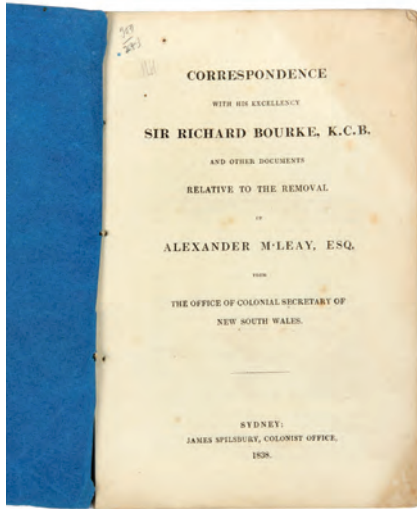 CORRESPONDENCE
WITH HIS EXCELLENCY
SIR RICHARD BOURKE, K.C.B.
AND OTHER DOCUMENTS
RELATIVE TO THE REMOVAL
OF
ALEXANDER M‘LEAY, ESQ.
FROM
THE OFFICE OF COLONIAL SECRETARY OF
NEW SOUTH WALES.
SYDNEY:
JAMES SPILSBURY, COLONIST OFFICE,
1838.